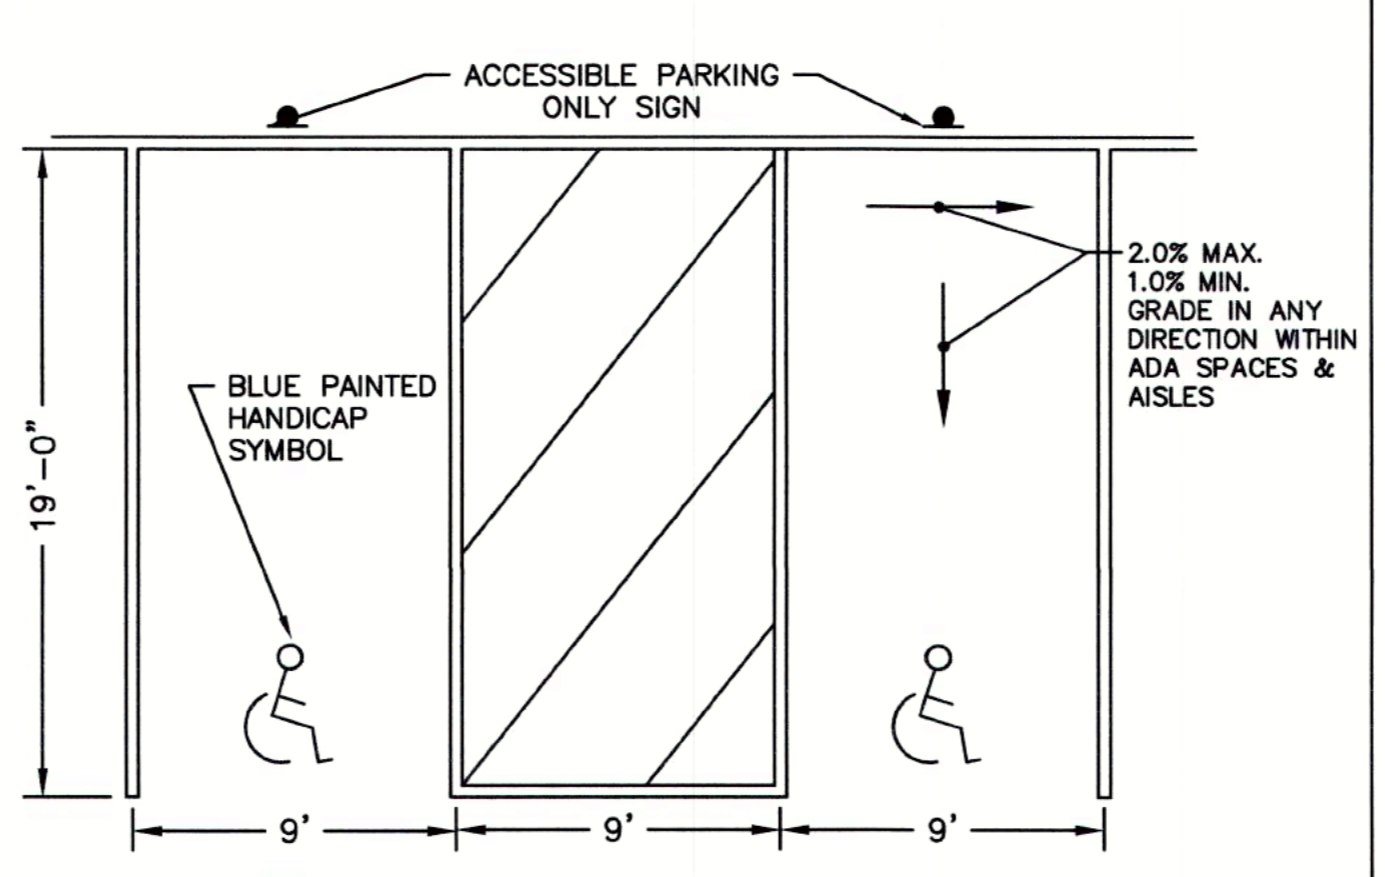 ACCESSIBLE PARKING
ONLY SIGN
2.0% MAX.
1.0% MIN.
GRADE IN ANY
DIRECTION WITHIN
ADA SPACES &
AISLES
BLUE PAINTED
HANDICAP
SYMBOL
19'-0"
9'
9'
9'